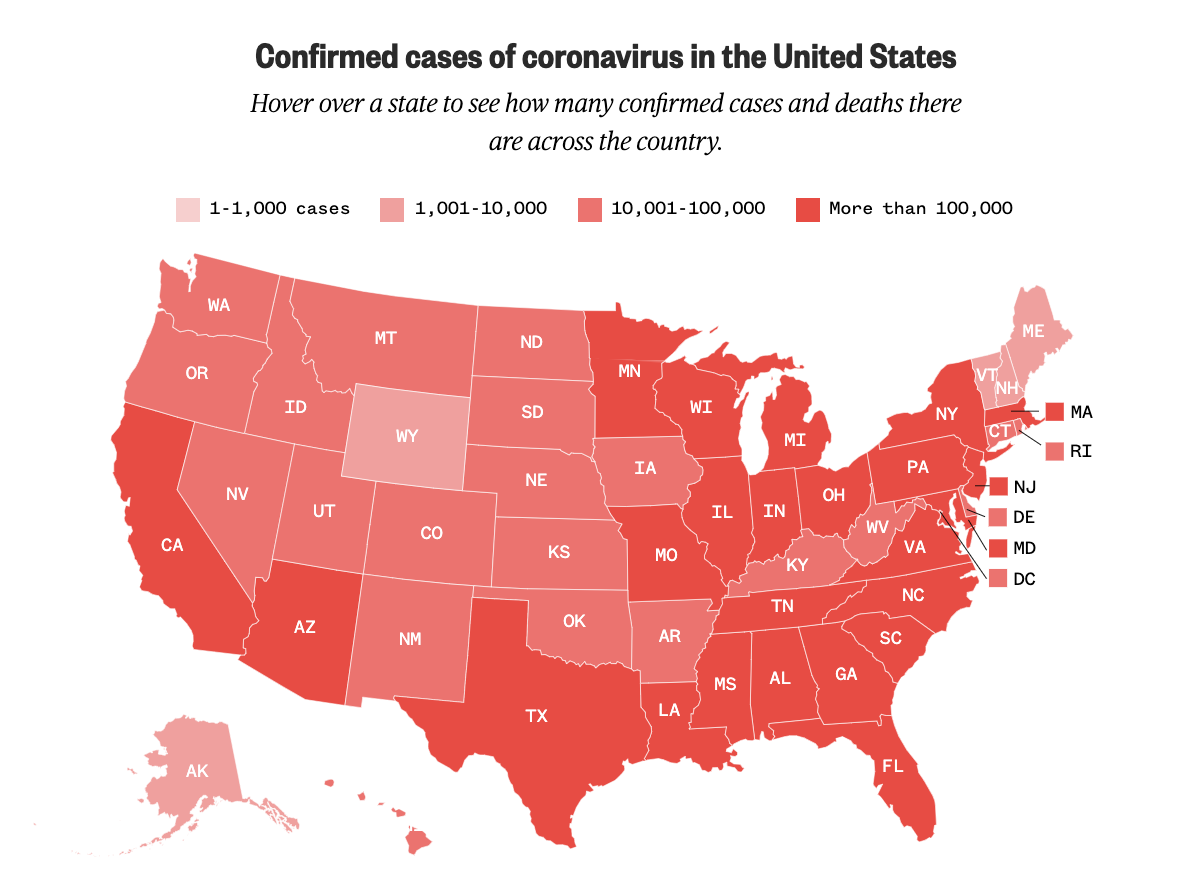 Confirmed cases of coronavirus in the United States
Hover over a state to see how many confirmed cases and deaths there
are across the country.
1-1,000 cases
1,001-10,000
10,001-100,000
More than 100,000
WA
MT
ND
MN
ME
OR
ID
SD
WI
VT
NH
WY
MI
NY
MA
CT
RI
NV
UT
NE
IA
PA
NJ
CO
IL
IN
OH
DE
CA
KS
MO
WV
VA
MD
KY
DC
AZ
NM
OK
AR
TN
NC
SC
TX
LA
MS
AL
GA
AK
FL